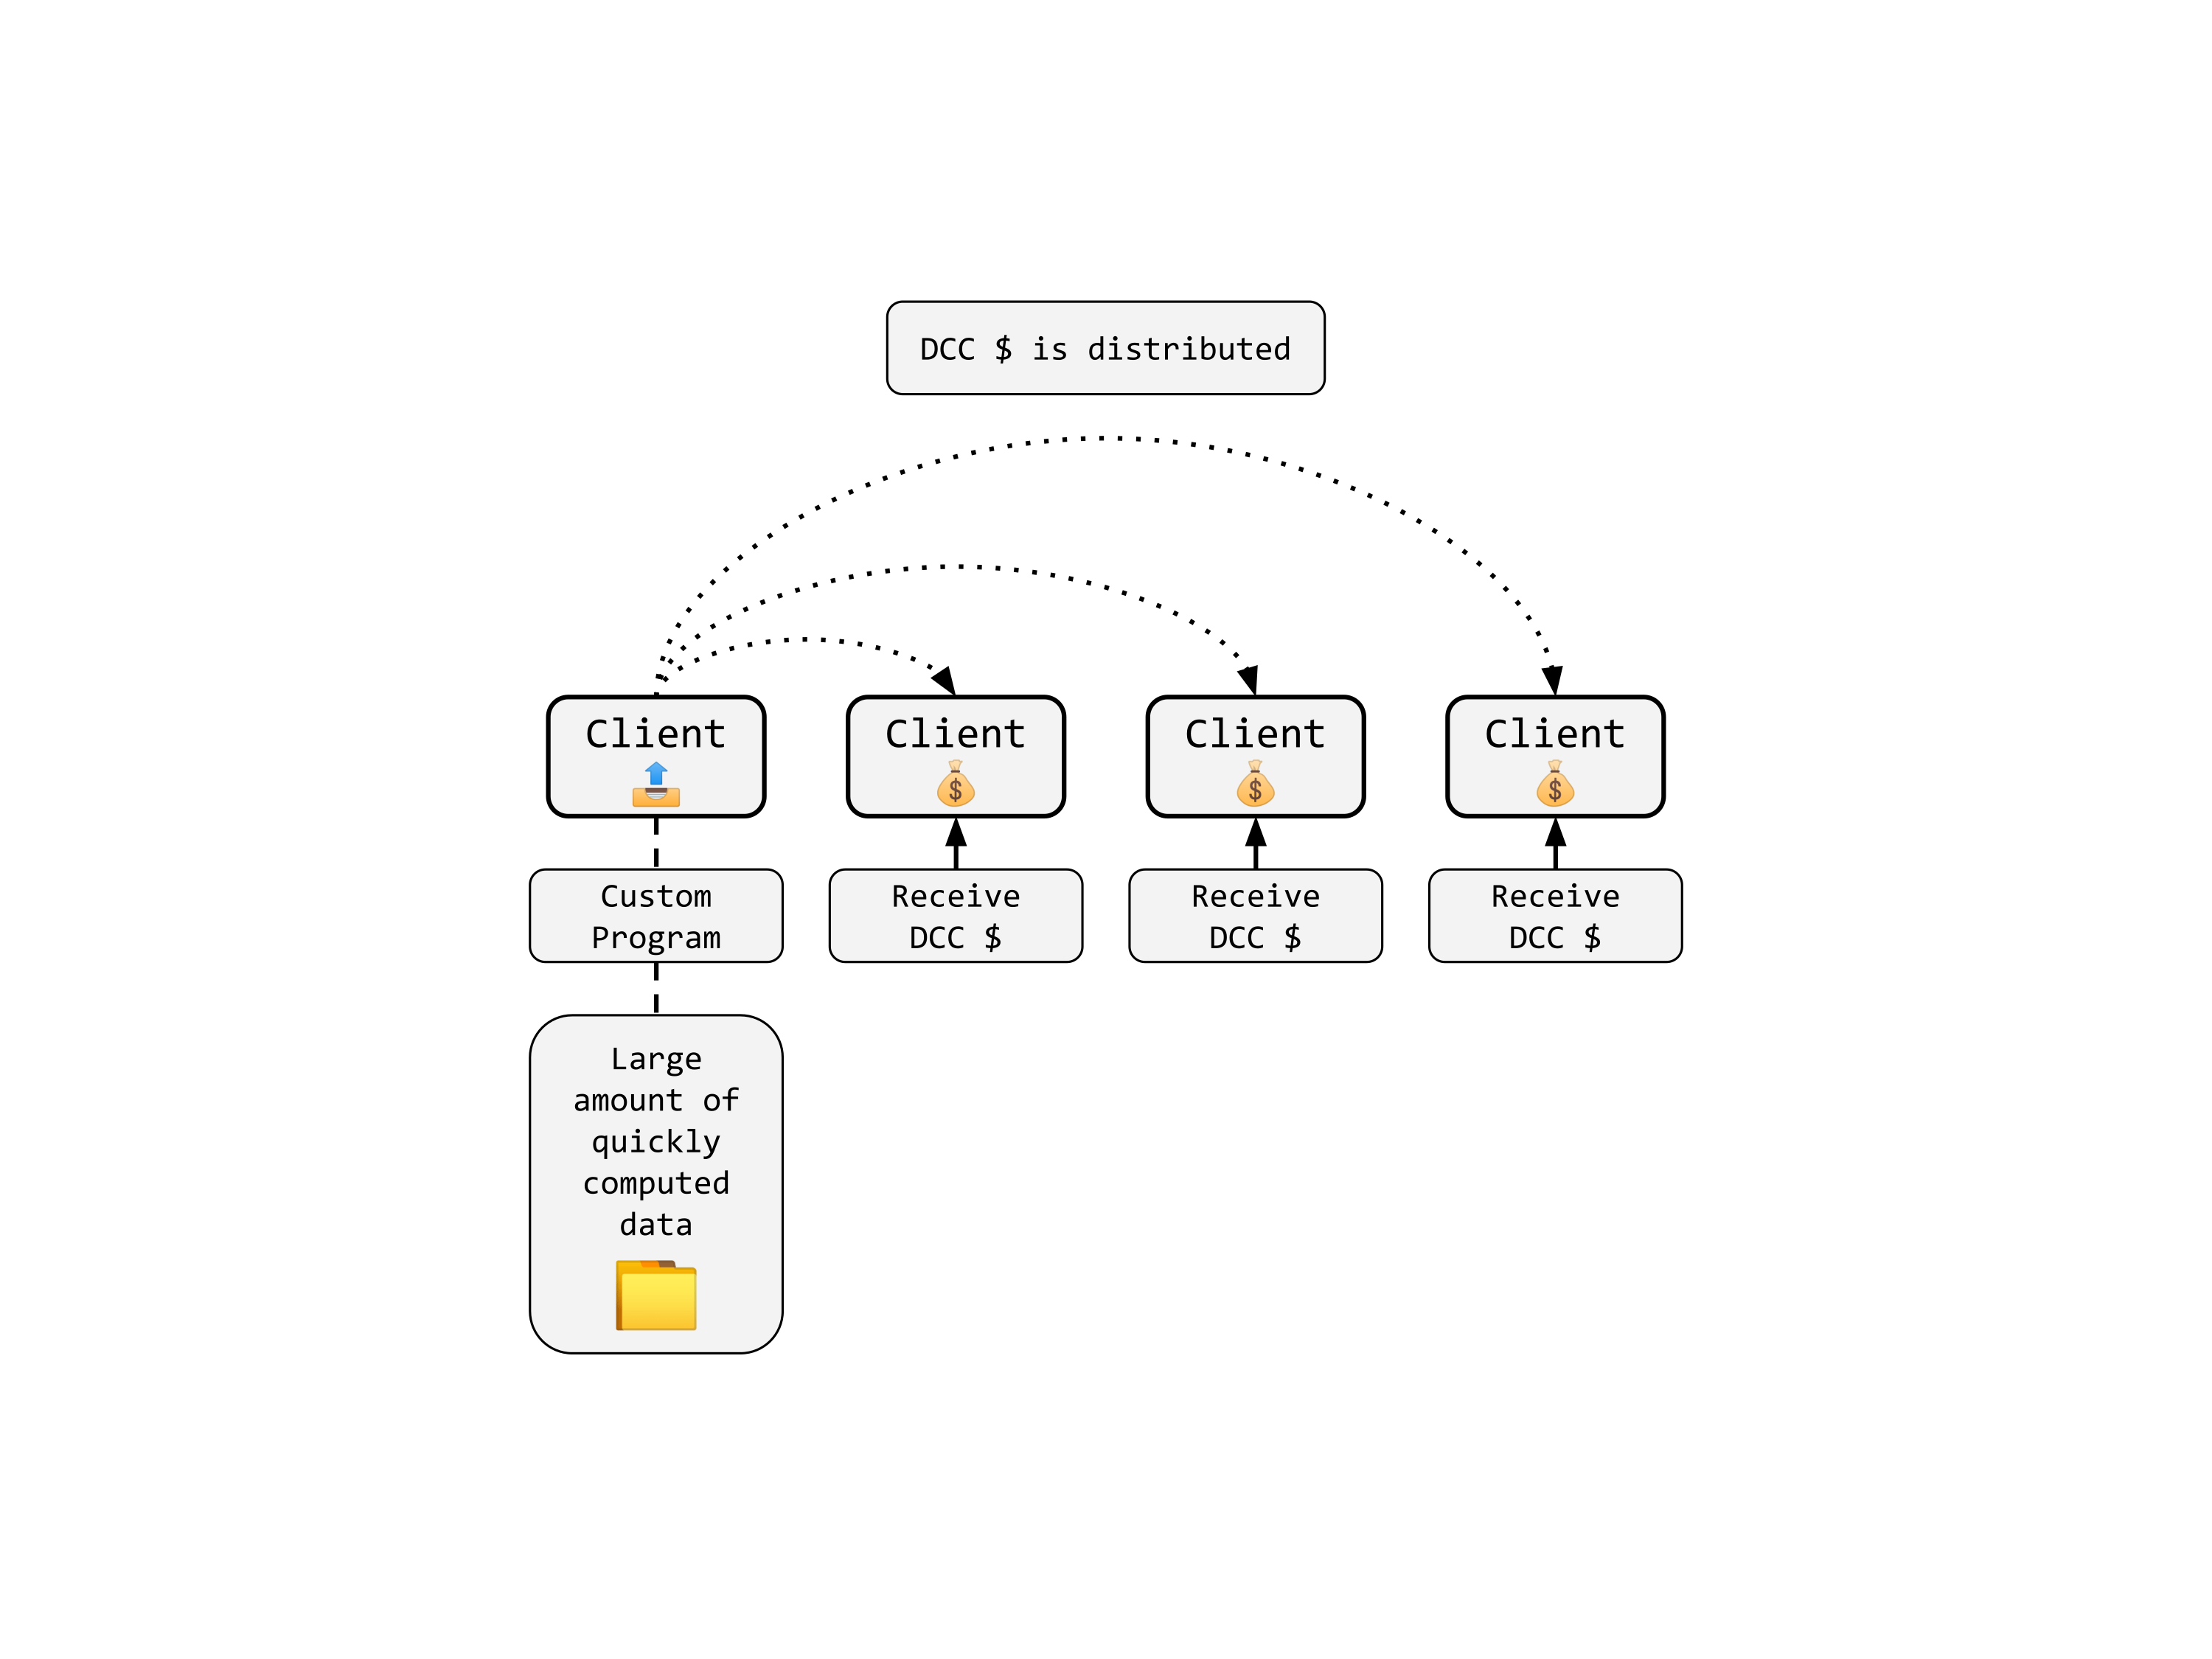 DCC $ is distributed
Client
Client
Client
Client
Custom
Program
Receive
DCC $
Receive
DCC $
Receive
DCC $
Large
amount of
quickly
computed
data